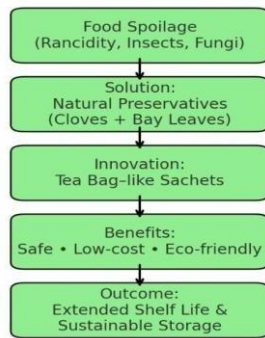 Food Spoilage
(Rancidity, Insects, Fungi)
Solution:
Natural Preservatives
(Cloves + Bay Leaves)
Innovation:
Tea Bag–like Sachets
Benefits:
Safe • Low-cost • Eco-friendly
Outcome:
Extended Shelf Life &
Sustainable Storage